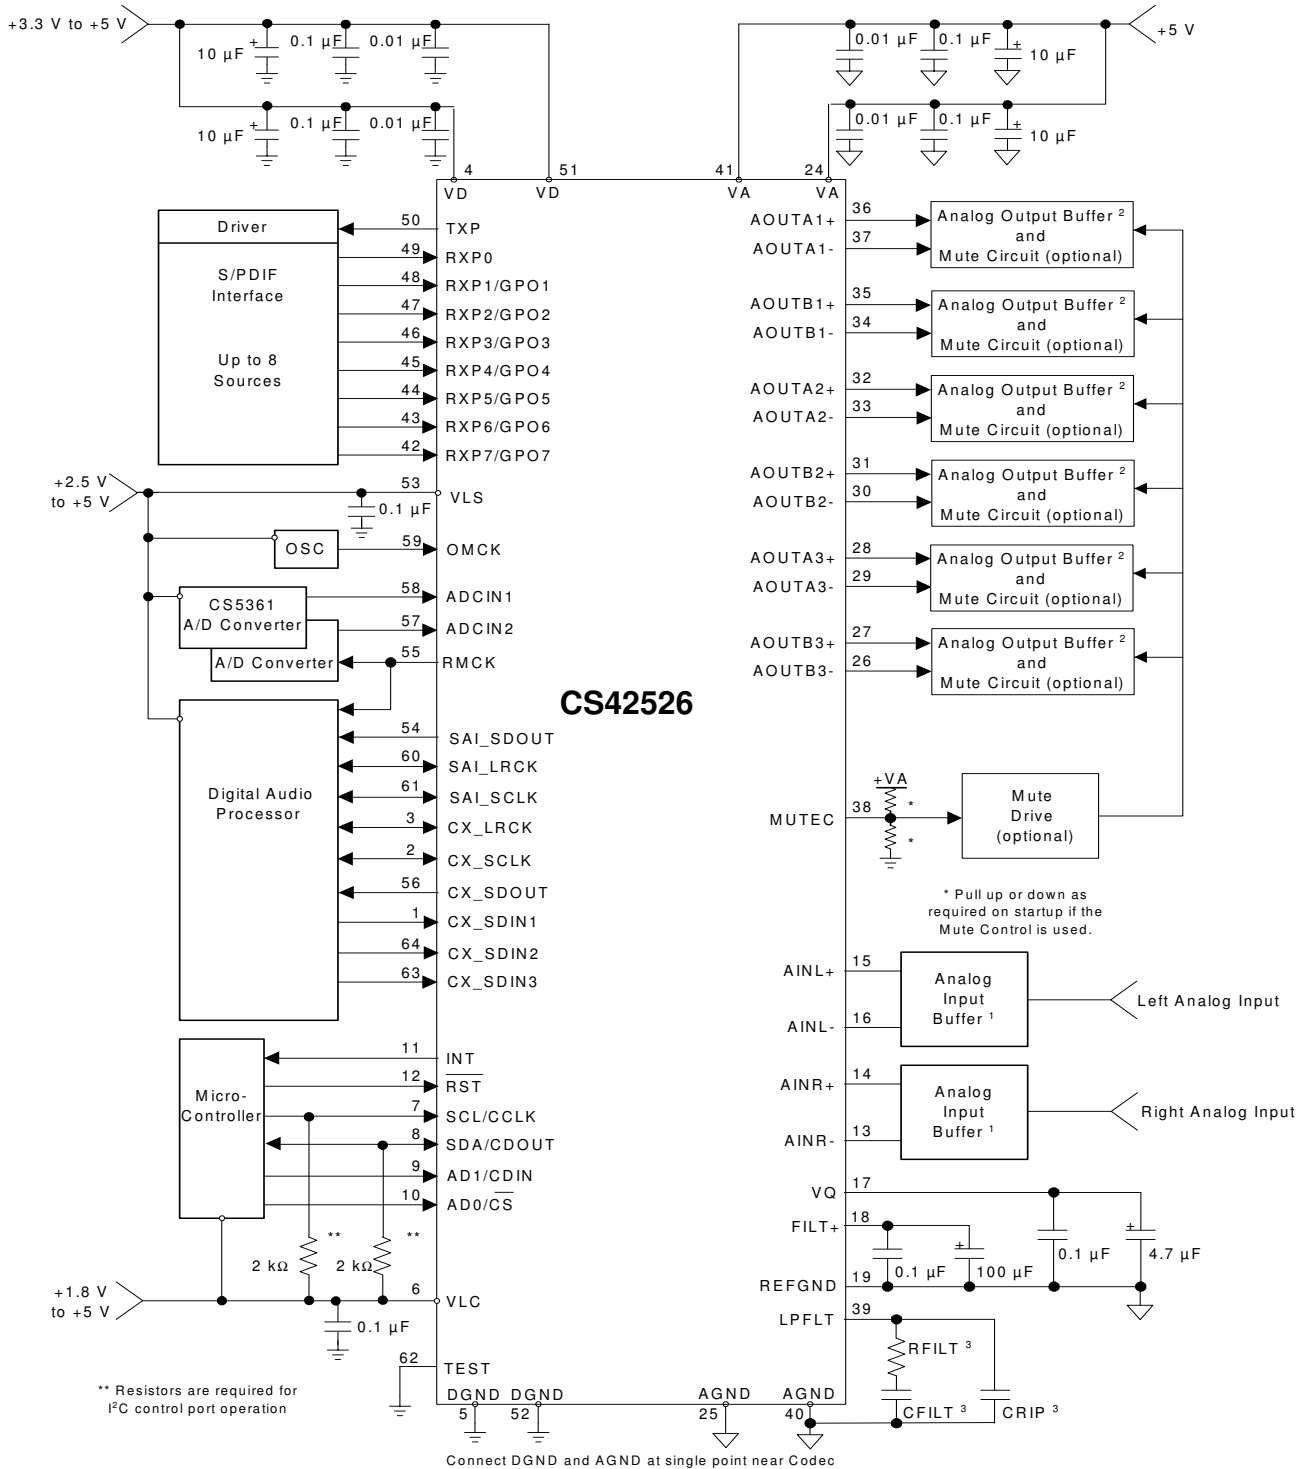 +3.3 V to +5 V
10 µF
+
0.1 µF
0.01 µF
10 µF
+
0.1 µF
0.01 µF
0.01 µF
0.1 µF
+
10 µF
+5 V
0.01 µF
0.1 µF
+
10 µF
4
51
41
24
VD
VD
VA
VA
Driver
S/PDIF
Interface
Up to 8
Sources
50
TXP
49
RXP0
48
RXP1/GPO1
47
RXP2/GPO2
46
RXP3/GPO3
45
RXP4/GPO4
44
RXP5/GPO5
43
RXP6/GPO6
42
RXP7/GPO7
+2.5 V
to +5 V
53
VLS
0.1 µF
OSC
59
OMCK
CS5361
A/D Converter
58
ADCIN1
57
ADCIN2
A/D Converter
55
RMCK
CS42526
Digital Audio
Processor
54
SAI_SDOUT
60
SAI_LRCK
61
SAI_SCLK
3
CX_LRCK
2
CX_SCLK
56
CX_SDOUT
1
CX_SDIN1
64
CX_SDIN2
63
CX_SDIN3
Micro-
Controller
11
INT
12
RST
7
SCL/CCLK
8
SDA/CDOUT
9
AD1/CDIN
10
AD0/CS
**
2 kΩ
**
2 kΩ
+1.8 V
to +5 V
6
VLC
0.1 µF
62
TEST
** Resistors are required for
I²C control port operation
DGND
DGND
AGND
AGND
5
52
25
40
Connect DGND and AGND at single point near Codec
AOUTA1+
36
AOUTA1-
37
Analog Output Buffer ²
and
Mute Circuit (optional)
AOUTB1+
35
AOUTB1-
34
Analog Output Buffer ²
and
Mute Circuit (optional)
AOUTA2+
32
AOUTA2-
33
Analog Output Buffer ²
and
Mute Circuit (optional)
AOUTB2+
31
AOUTB2-
30
Analog Output Buffer ²
and
Mute Circuit (optional)
AOUTA3+
28
AOUTA3-
29
Analog Output Buffer ²
and
Mute Circuit (optional)
AOUTB3+
27
AOUTB3-
26
Analog Output Buffer ²
and
Mute Circuit (optional)
MUTEC
38
+VA
*
*
Mute
Drive
(optional)
* Pull up or down as
required on startup if the
Mute Control is used.
AINL+
15
AINL-
16
Analog
Input
Buffer ¹
Left Analog Input
AINR+
14
AINR-
13
Analog
Input
Buffer ¹
Right Analog Input
VQ
17
FILT+
18
0.1 µF
+
100 µF
0.1 µF
+
4.7 µF
REFGND
19
LPFLT
39
RFILT ³
CFILT ³
CRIP ³